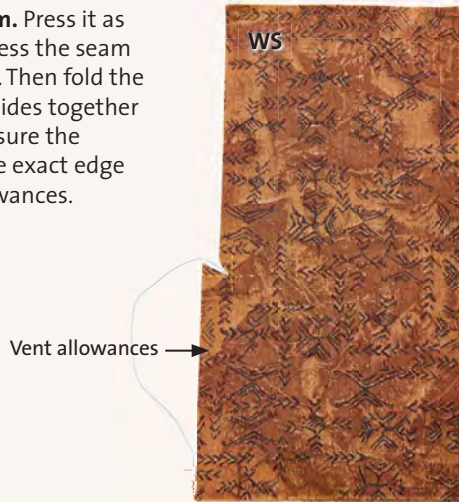 m. Press it as
ess the seam
. Then fold the
ides together
sure the
e exact edge
wances.
WS
Vent allowances